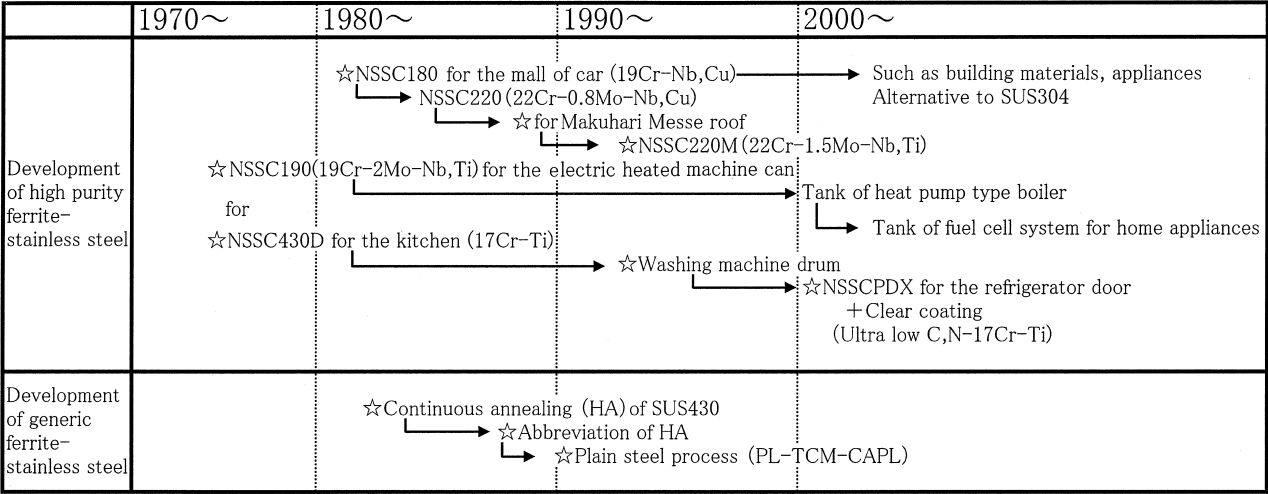 1970～ 1980～ 1990～ 2000～
Development
of high purity
ferrite-
stainless steel
☆NSSC180 for the mall of car (19Cr-Nb,Cu)
Such as building materials, appliances
Alternative to SUS304
NSSC220(22Cr-0.8Mo-Nb,Cu)
☆for Makuhari Messe roof
☆NSSC220M(22Cr-1.5Mo-Nb,Ti)
☆NSSC190(19Cr-2Mo-Nb,Ti) for the electric heated machine can
Tank of heat pump type boiler
for
Tank of fuel cell system for home appliances
☆NSSC430D for the kitchen (17Cr-Ti)
☆Washing machine drum
☆NSSCPDX for the refrigerator door
＋Clear coating
(Ultra low C,N-17Cr-Ti)
Development
of generic
ferrite-
stainless steel
☆Continuous annealing (HA) of SUS430
☆Abbreviation of HA
☆Plain steel process (PL-TCM-CAPL)